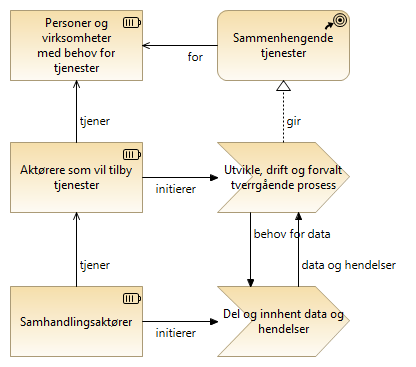 Personer og
virksomheter
med behov for
tjenester
Sammenhengende
tjenester
for
tjener
gir
Aktørere som vil tilby
tjenester
initierer
Utvikle, drift og forvalt
tverrgående prosess
behov for data
tjener
data og hendelser
Samhandlingsaktører
initierer
Del og innhent data og
hendelser